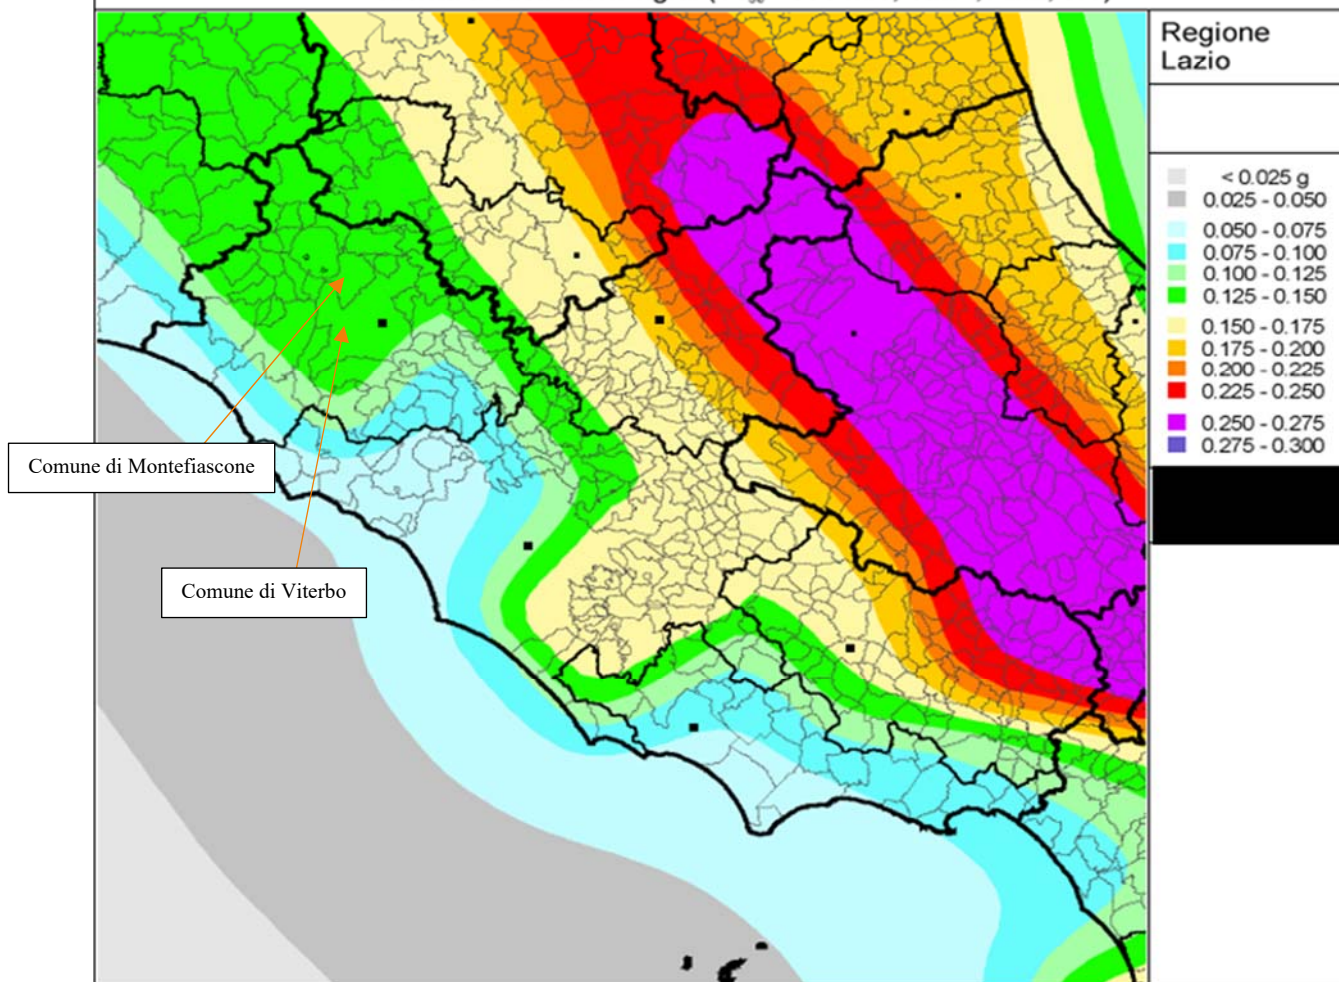 Regione
Lazio
< 0.025 g
0.025 - 0.050
0.050 - 0.075
0.075 - 0.100
0.100 - 0.125
0.125 - 0.150
0.150 - 0.175
0.175 - 0.200
0.200 - 0.225
0.225 - 0.250
0.250 - 0.275
0.275 - 0.300
Comune di Montefiascone
Comune di Viterbo